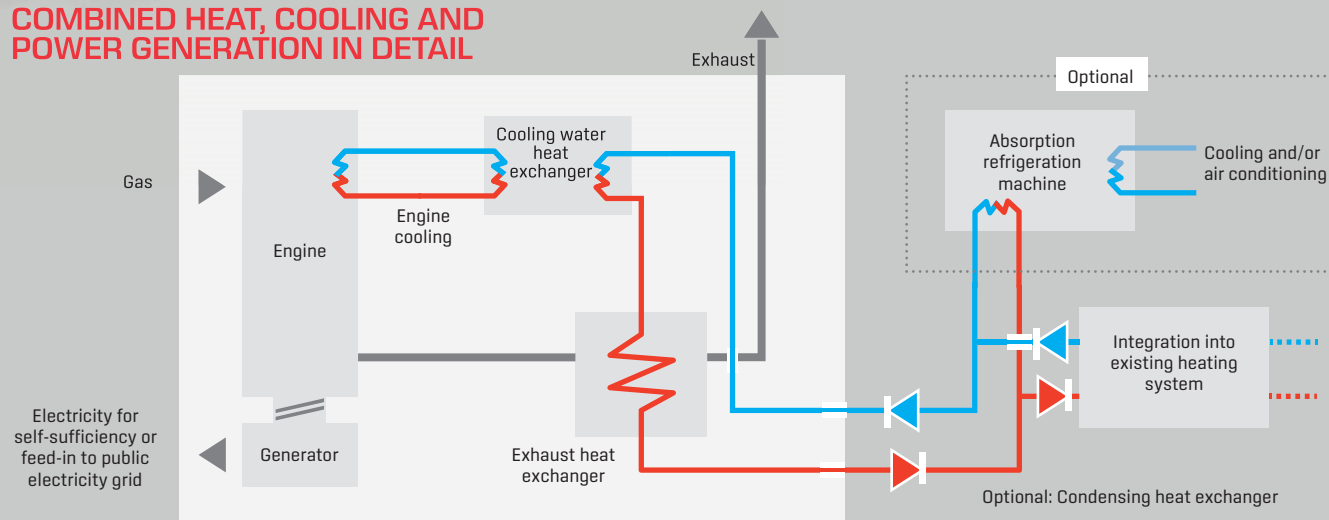 COMBINED HEAT, COOLING AND
POWER GENERATION IN DETAIL
Exhaust
Optional
Gas
Engine
Engine
cooling
Cooling water
heat
exchanger
Absorption
refrigeration
machine
Cooling and/or
air conditioning
Integration into
existing heating
system
Electricity for
self-sufficiency or
feed-in to public
electricity grid
Generator
Exhaust heat
exchanger
Optional: Condensing heat exchanger